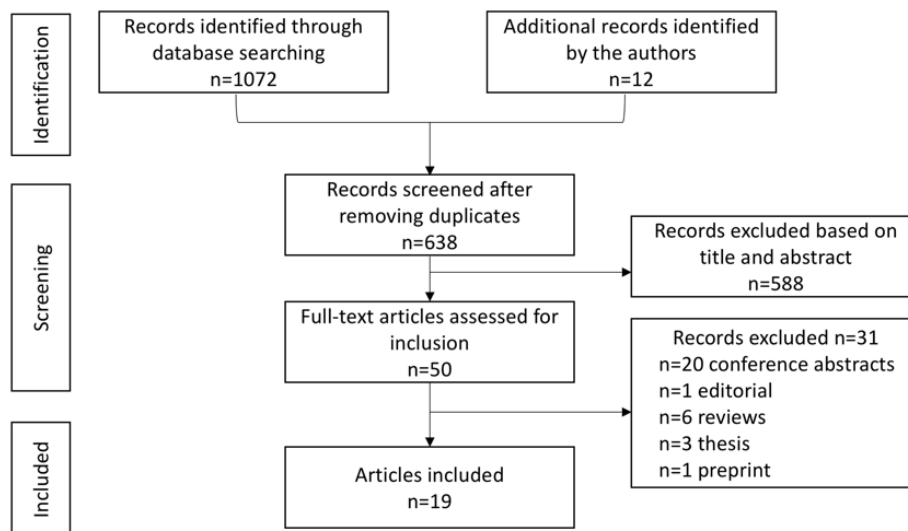 Identification
Records identified through
database searching
n=1072
Additional records identified
by the authors
n=12
Screening
Records screened after
removing duplicates
n=638
Records excluded based on
title and abstract
n=588
Full-text articles assessed for
inclusion
n=50
Records excluded n=31
n=20 conference abstracts
n=1 editorial
n=6 reviews
n=3 thesis
n=1 preprint
Included
Articles included
n=19